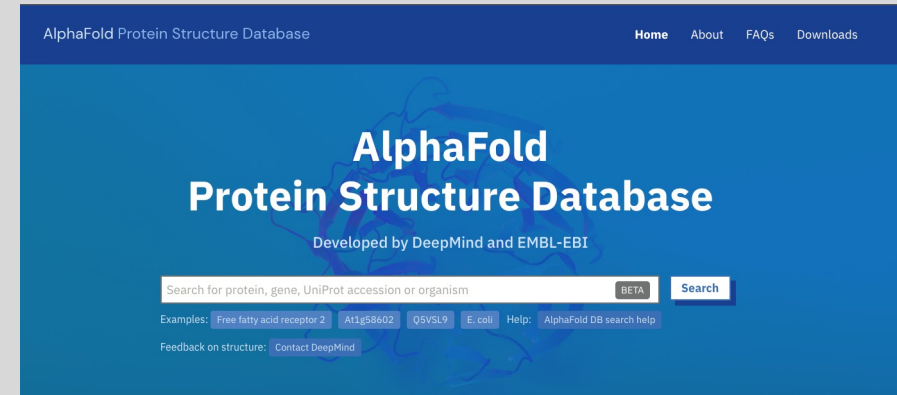 AlphaFold Protein Structure Database Home About FAQs Downloads
AlphaFold
Protein Structure Database
Developed by DeepMind and EMBL-EBI
Search for protein, gene, UniProt accession or organism BETA Search
Examples: Free fatty acid receptor 2 At1g58602 Q5VSL9 E. coli Help: AlphaFold DB search help
Feedback on structure: Contact DeepMind